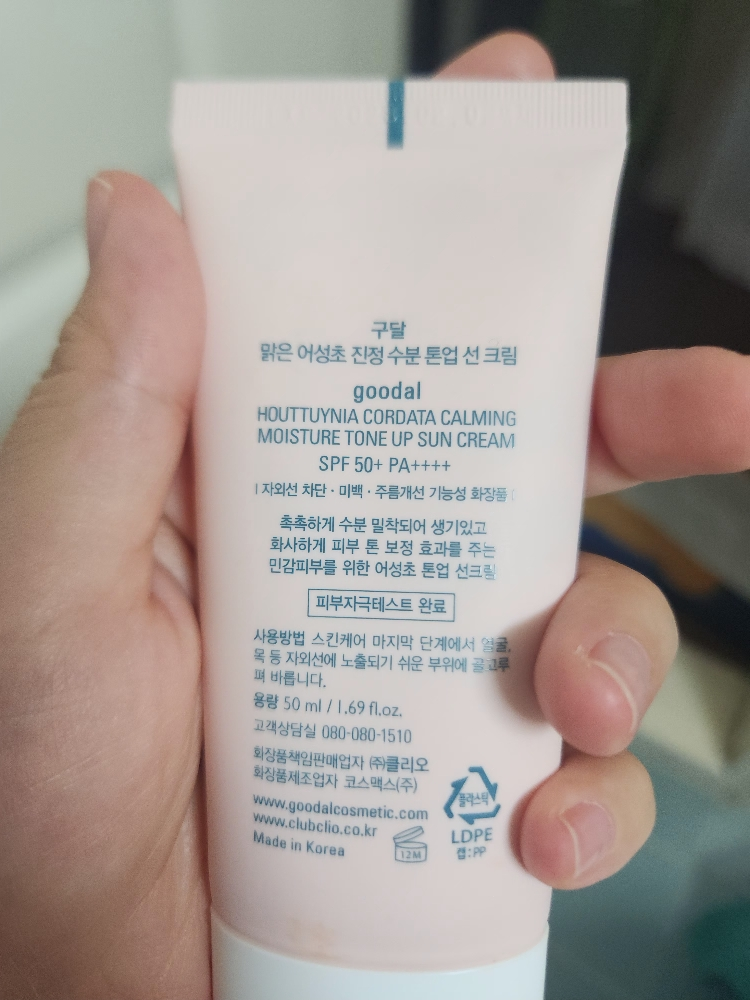 구달
맑은 어성초 진정 수분 톤업 선 크림
goodal
HOUTTUYNIA CORDATA CALMING
MOISTURE TONE UP SUN CREAM
SPF 50+ PA++++
| 자외선 차단 · 미백 · 주름개선 기능성 화장품 |
촉촉하게 수분 밀착되어 생기있고
화사하게 피부 톤 보정 효과를 주는
민감피부를 위한 어성초 톤업 선크림
피부자극테스트 완료
사용방법 스킨케어 마지막 단계에서 얼굴,
목 등 자외선에 노출되기 쉬운 부위에 골고루
펴 바릅니다.
용량 50 ml / 1.69 fl.oz.
고객상담실 080-080-1510
화장품책임판매업자 ㈜클리오
화장품제조업자 코스맥스(주)
www.goodalcosmetic.com
www.clubclio.co.kr
Made in Korea
12M
플라스틱
LDPE
캡:PP